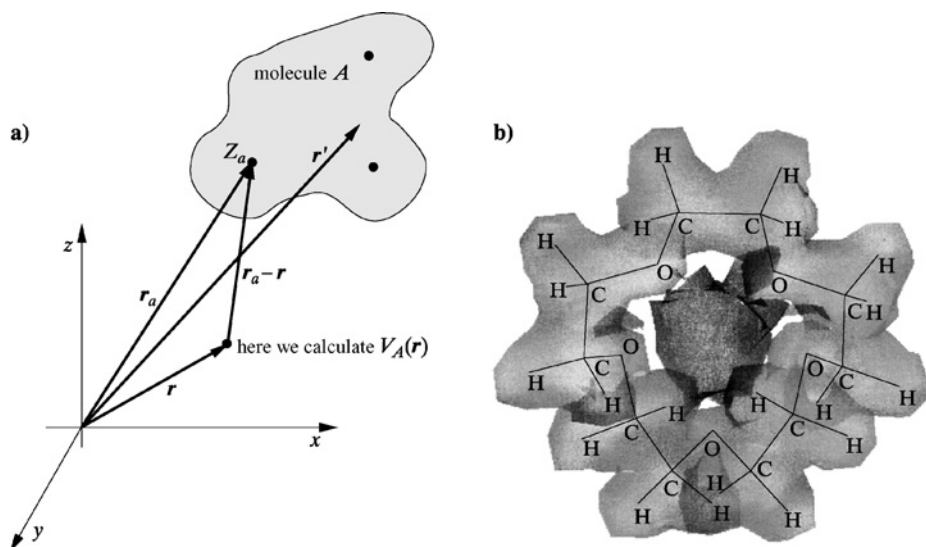 a)
molecule A
Z_a
r'
z
r_a
r_a − r
here we calculate V_A(r)
r
x
y
b)
H H
H C C H
H O O H
H C C H
O O
H C C H
H H H H
H C O C H
C H H C
H H H H